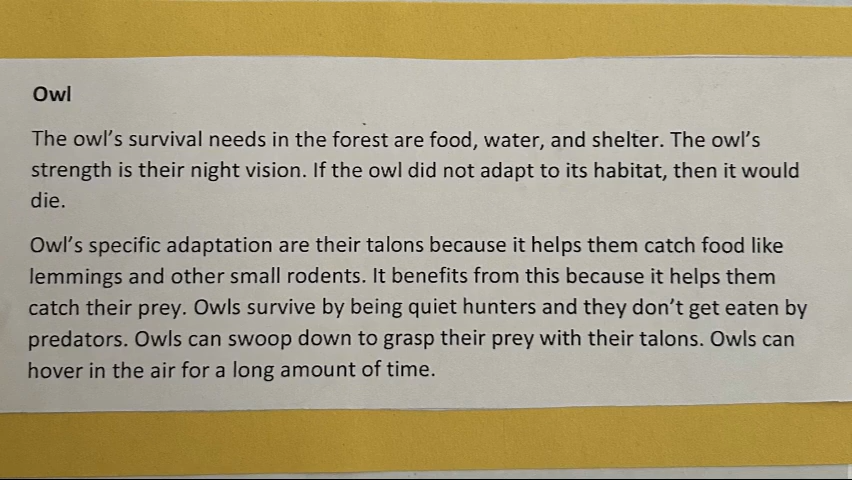 Owl
The owl’s survival needs in the forest are food, water, and shelter. The owl’s
strength is their night vision. If the owl did not adapt to its habitat, then it would
die.
Owl’s specific adaptation are their talons because it helps them catch food like
lemmings and other small rodents. It benefits from this because it helps them
catch their prey. Owls survive by being quiet hunters and they don’t get eaten by
predators. Owls can swoop down to grasp their prey with their talons. Owls can
hover in the air for a long amount of time.